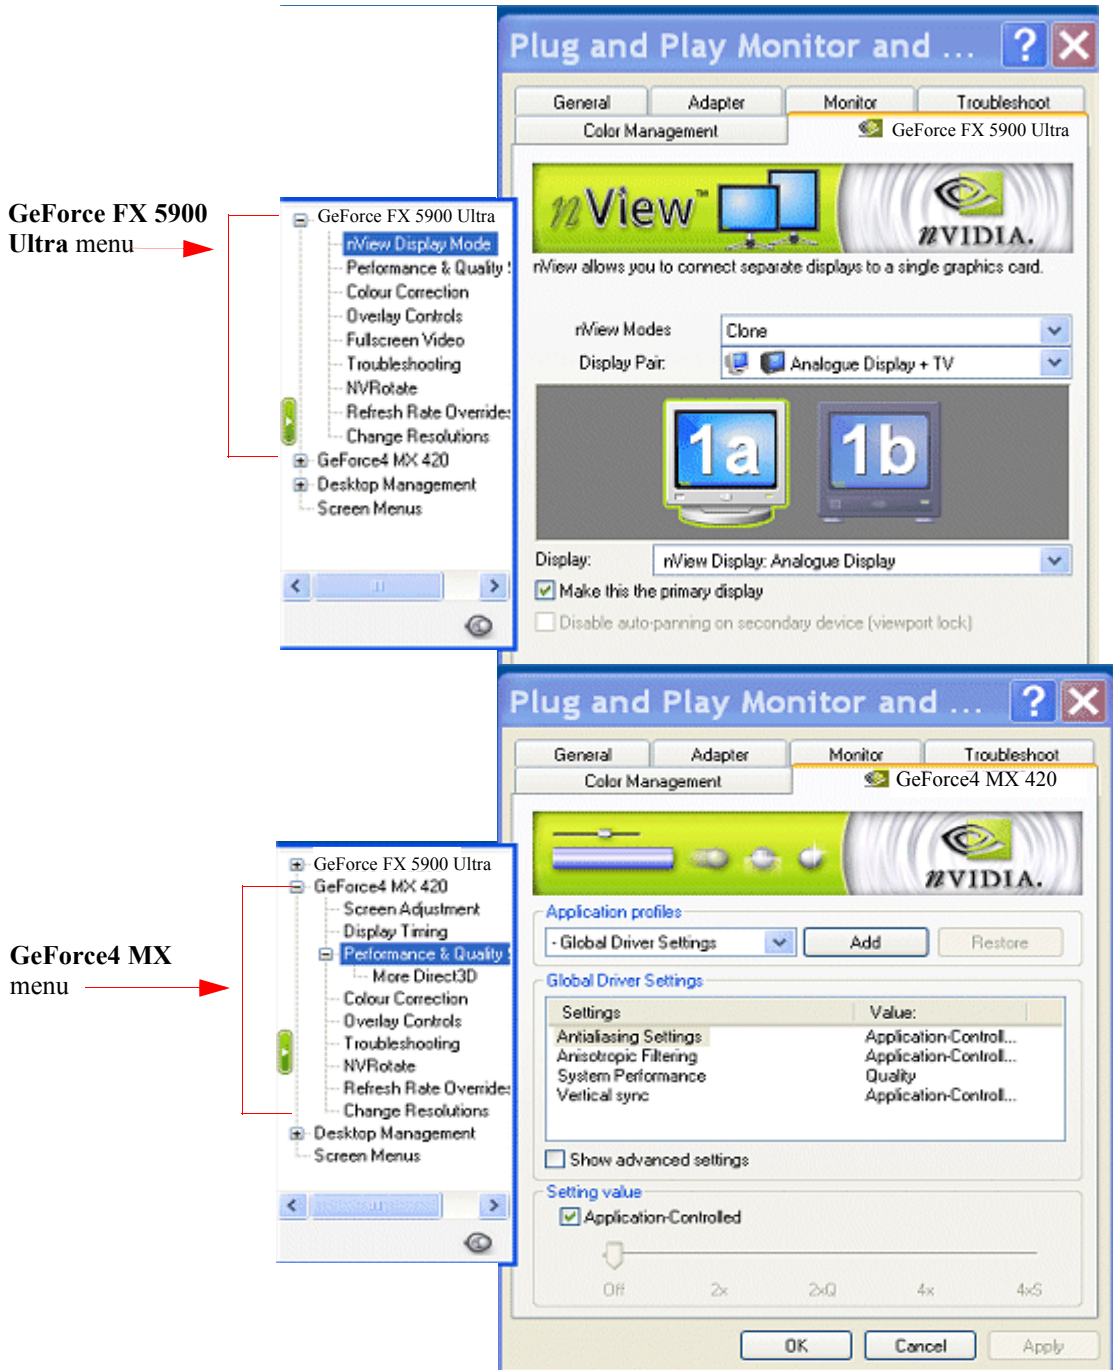 Plug and Play Monitor and ...
General Adapter Monitor Troubleshoot
Color Management GeForce FX 5900 Ultra
nView™
nVIDIA.
nView allows you to connect separate displays to a single graphics card.
GeForce FX 5900
Ultra menu
GeForce FX 5900 Ultra
nView Display Mode
Performance & Quality S
Colour Correction
Overlay Controls
Fullscreen Video
Troubleshooting
NVRotate
Refresh Rate Overrides
Change Resolutions
GeForce4 MX 420
Desktop Management
Screen Menus
nView Modes Clone
Display Pair: Analogue Display + TV
1a 1b
Display: nView Display: Analogue Display
Make this the primary display
Disable auto-panning on secondary device (viewport lock)
Plug and Play Monitor and ...
General Adapter Monitor Troubleshoot
Color Management GeForce4 MX 420
nVIDIA.
GeForce4 MX
menu
GeForce FX 5900 Ultra
GeForce4 MX 420
Screen Adjustment
Display Timing
Performance & Quality S
More Direct3D
Colour Correction
Overlay Controls
Troubleshooting
NVRotate
Refresh Rate Overrides
Change Resolutions
Desktop Management
Screen Menus
Application profiles
- Global Driver Settings Add Restore
Global Driver Settings
Settings Value:
Antialiasing Settings Application-Controll...
Anisotropic Filtering Application-Controll...
System Performance Quality
Vertical sync Application-Controll...
Show advanced settings
Setting value
Application-Controlled
Off 2x 2xQ 4x 4xS
OK Cancel Apply